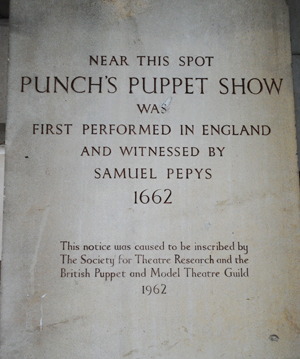 NEAR THIS SPOT
PUNCH'S PUPPET SHOW
WAS
FIRST PERFORMED IN ENGLAND
AND WITNESSED BY
SAMUEL PEPYS
1662
This notice was caused to be inscribed by
The Society for Theatre Research and the
British Puppet and Model Theatre Guild
1962